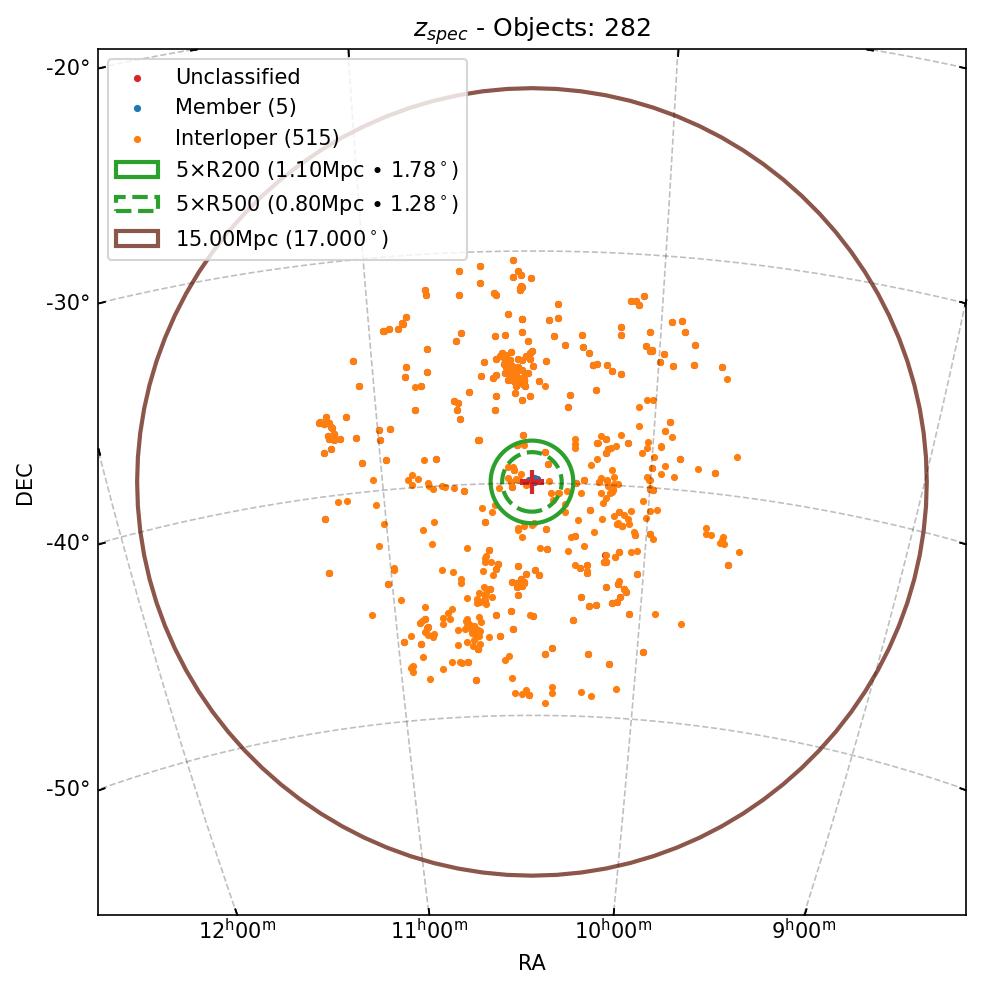 z_spec - Objects: 282
Unclassified
Member (5)
Interloper (515)
5×R200 (1.10Mpc • 1.78°)
5×R500 (0.80Mpc • 1.28°)
15.00Mpc (17.000°)
-20°
-30°
-40°
-50°
DEC
12ʰ00ᵐ 11ʰ00ᵐ 10ʰ00ᵐ 9ʰ00ᵐ
RA